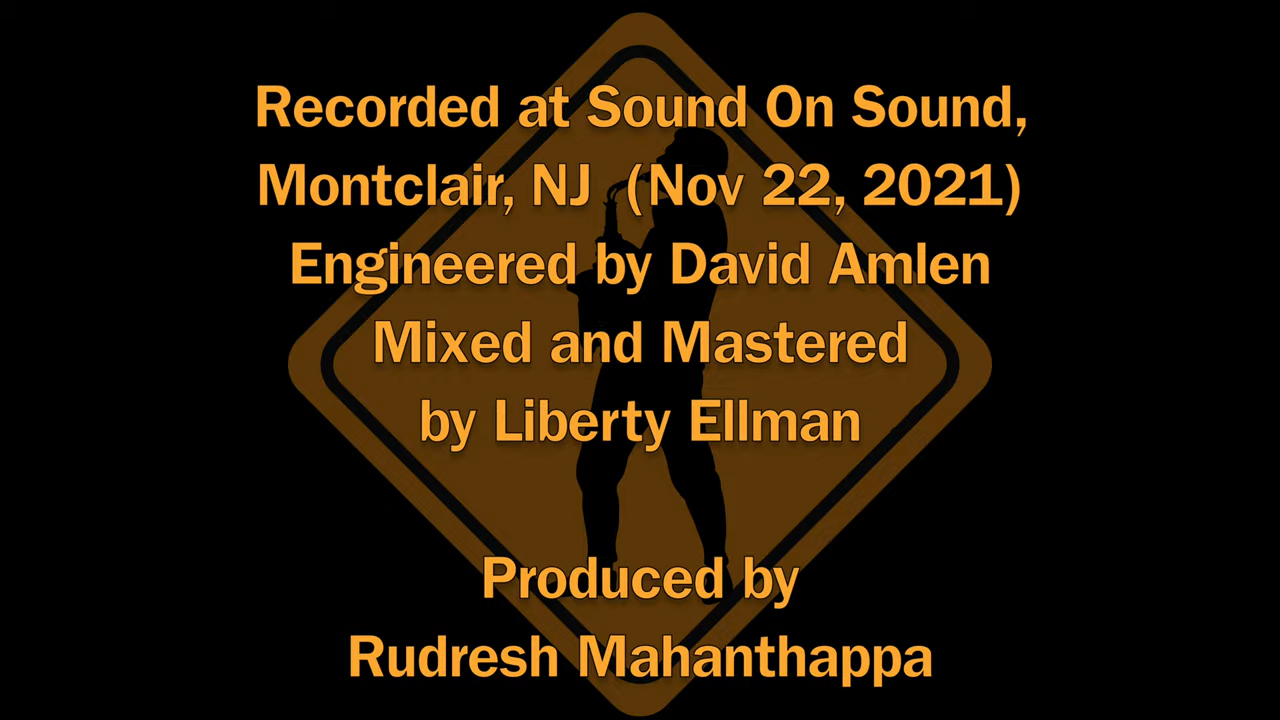 Recorded at Sound On Sound,
Montclair, NJ  (Nov 22, 2021)
Engineered by David Amlen
Mixed and Mastered
by Liberty Ellman
Produced by
Rudresh Mahanthappa